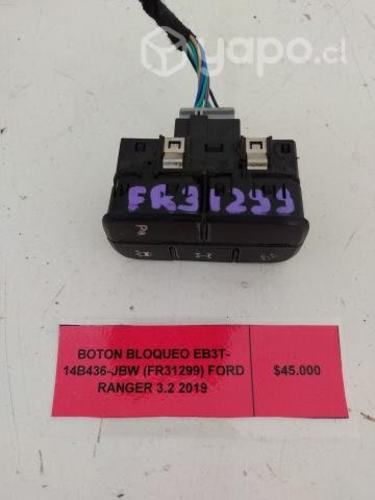 yapo.cl
FR31299
P
BOTON BLOQUEO EB3T-
14B436-JBW (FR31299) FORD
RANGER 3.2 2019
$45.000